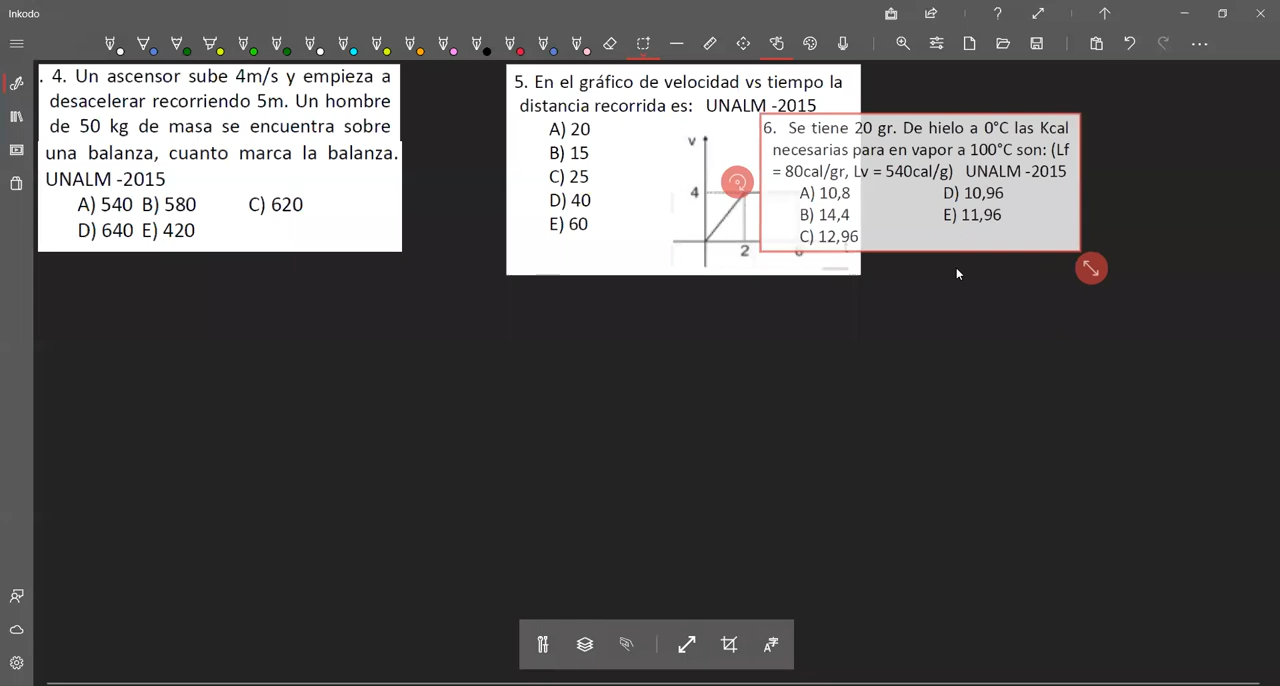 Inkodo
. 4. Un ascensor sube 4m/s y empieza a
desacelerar recorriendo 5m. Un hombre
de 50 kg de masa se encuentra sobre
una balanza, cuanto marca la balanza.
UNALM -2015
A) 540 B) 580 C) 620
D) 640 E) 420
5. En el gráfico de velocidad vs tiempo la
distancia recorrida es: UNALM -2015
A) 20
B) 15
C) 25
D) 40
E) 60
v
4
2
6. Se tiene 20 gr. De hielo a 0°C las Kcal
necesarias para en vapor a 100°C son: (Lf
= 80cal/gr, Lv = 540cal/g) UNALM -2015
A) 10,8 D) 10,96
B) 14,4 E) 11,96
C) 12,96